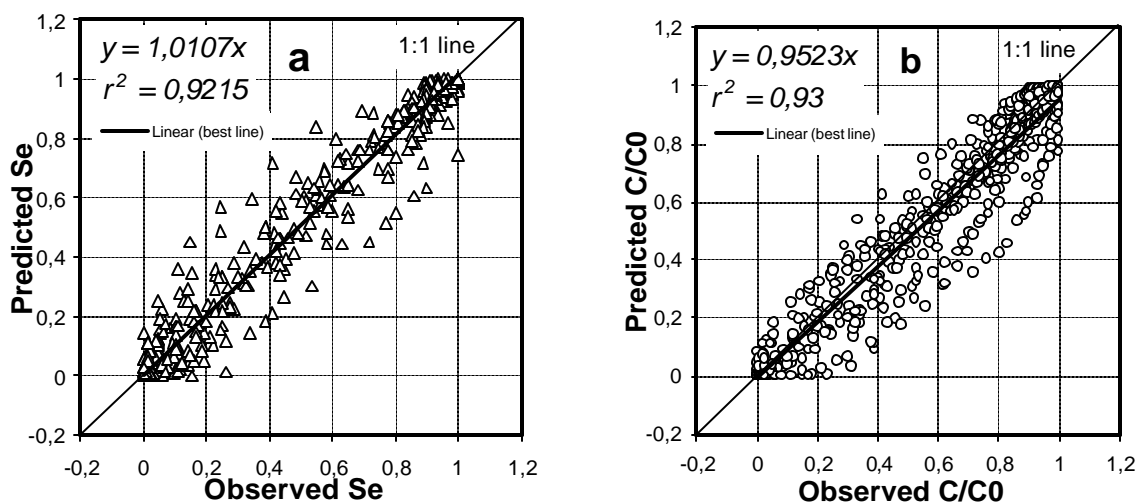 y = 1,0107x
r² = 0,9215
Linear (best line)
a
1:1 line
1,2
1
0,8
0,6
0,4
0,2
0
-0,2
Predicted Se
-0,2 0 0,2 0,4 0,6 0,8 1 1,2
Observed Se
y = 0,9523x
r² = 0,93
Linear (best line)
b
1:1 line
1,2
1
0,8
0,6
0,4
0,2
0
-0,2
Predicted C/C0
-0,2 0 0,2 0,4 0,6 0,8 1 1,2
Observed C/C0